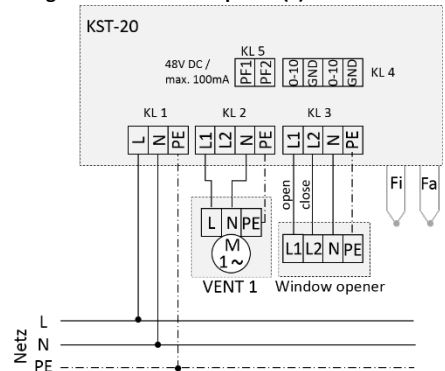 KST-20
KL 5
48V DC /
max. 100mA
PF1 PF2
0-10 GND 0-10 GND
KL 4
KL 1 KL 2 KL 3
L N PE
L1 L2 N PE
L1 L2 N PE
open
close
Fi Fa
L N PE
M
1~
L1 L2 N PE
VENT 1 Window opener
Netz
L
N
PE